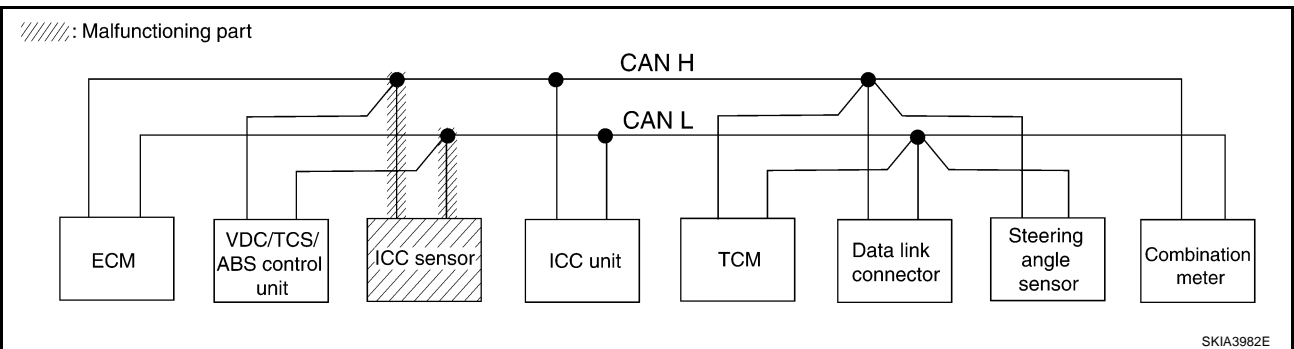 : Malfunctioning part
CAN H
CAN L
ECM
VDC/TCS/
ABS control
unit
ICC sensor
ICC unit
TCM
Data link
connector
Steering
angle
sensor
Combination
meter
SKIA3982E